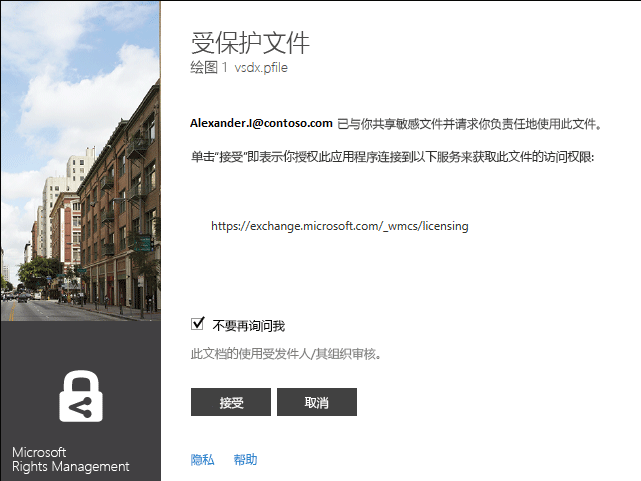 受保护文件
绘图 1 vsdx.pfile
Alexander.I@contoso.com 已与你共享敏感文件并请求你负责任地使用此文件。
单击“接受”即表示你授权此应用程序连接到以下服务来获取此文件的访问权限:
https://exchange.microsoft.com/_wmcs/licensing
不要再询问我
此文档的使用受发件人/其组织审核。
接受 取消
隐私 帮助
Microsoft
Rights Management